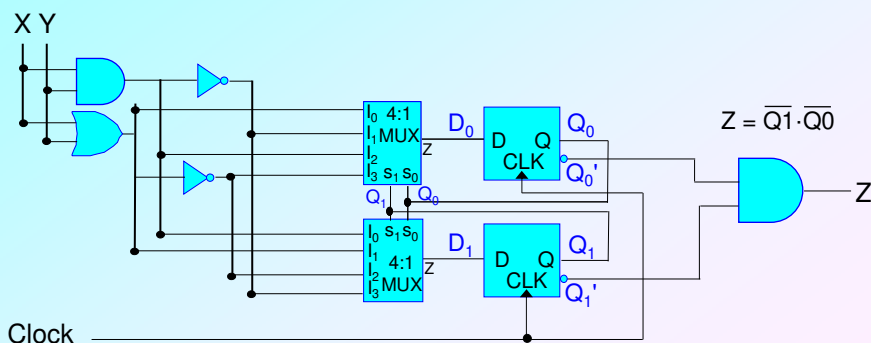 X Y
I0 4:1
I1 MUX
I2 Z
I3 S1 S0
D0
D Q
CLK
Q0
Q0'
Z = Q1·Q0
Z
Q1 Q0
I0 S1 S0
I1
4:1
I2 MUX
I3
Z
D1
D Q
CLK
Q1
Q1'
Clock